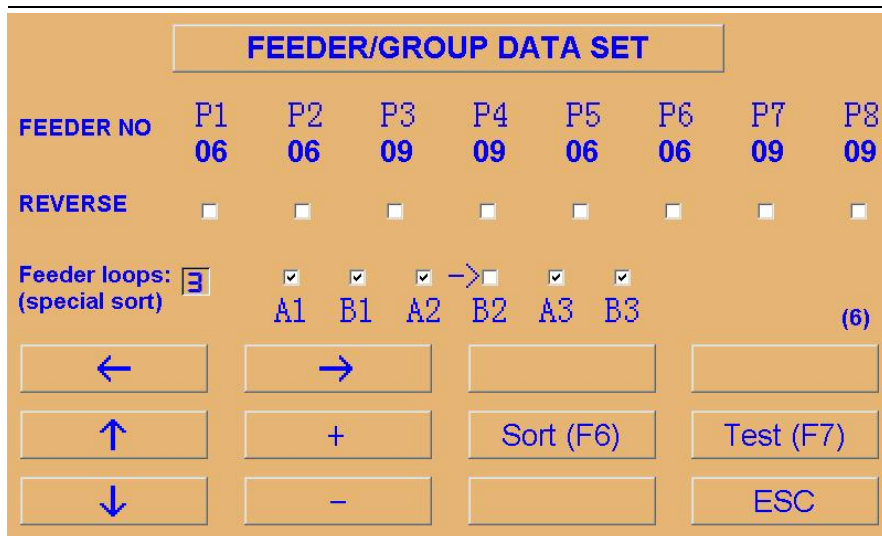 FEEDER/GROUP DATA SET
FEEDER NO P1 P2 P3 P4 P5 P6 P7 P8
06 06 09 09 06 06 09 09
REVERSE
Feeder loops: 3 ->
(special sort) A1 B1 A2 B2 A3 B3
(6)
← →
↑ + Sort (F6) Test (F7)
↓ - ESC